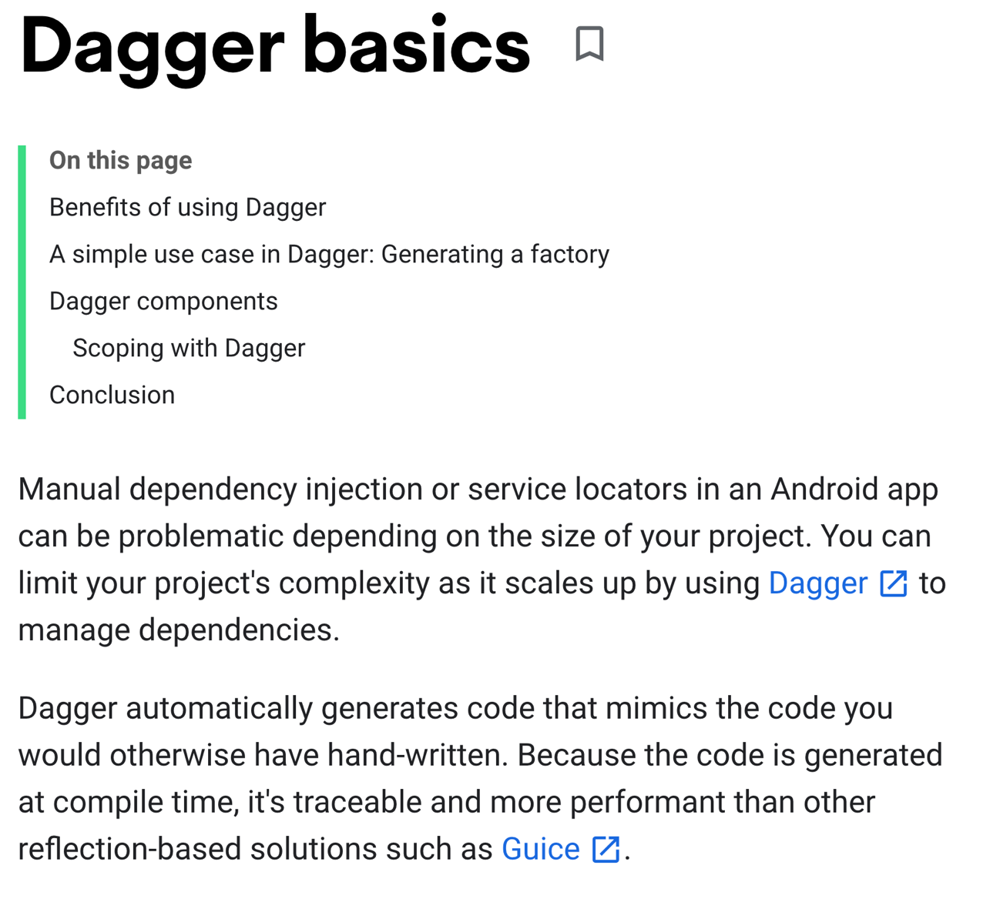 Dagger basics
On this page
Benefits of using Dagger
A simple use case in Dagger: Generating a factory
Dagger components
Scoping with Dagger
Conclusion
Manual dependency injection or service locators in an Android app
can be problematic depending on the size of your project. You can
limit your project's complexity as it scales up by using Dagger to
manage dependencies.
Dagger automatically generates code that mimics the code you
would otherwise have hand-written. Because the code is generated
at compile time, it's traceable and more performant than other
reflection-based solutions such as Guice.